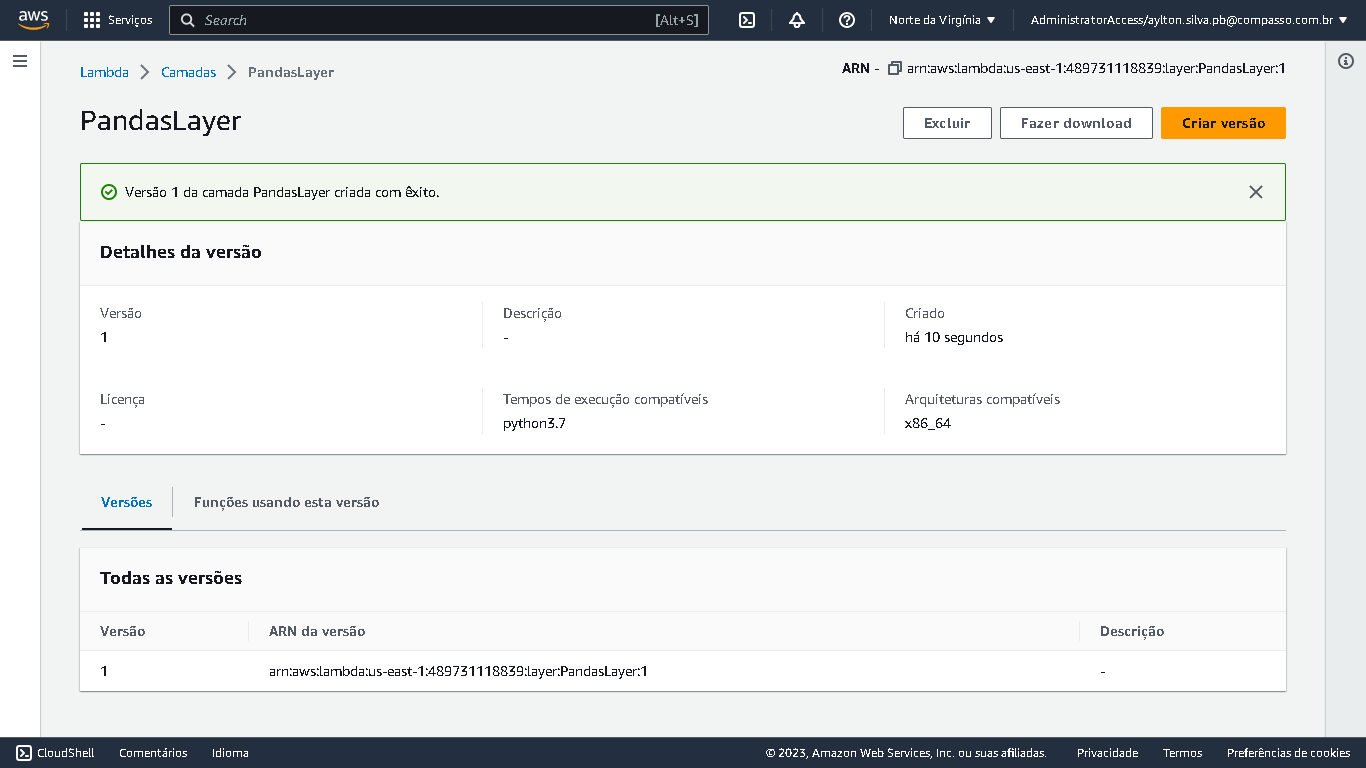 aws Serviços Search [Alt+S] Norte da Virgínia AdministratorAccess/aylton.silva.pb@compasso.com.br
Lambda Camadas PandasLayer ARN - arn:aws:lambda:us-east-1:489731118839:layer:PandasLayer:1
PandasLayer Excluir Fazer download Criar versão
Versão 1 da camada PandasLayer criada com êxito.
Detalhes da versão
Versão Descrição Criado
1 - há 10 segundos
Licença Tempos de execução compatíveis Arquiteturas compatíveis
- python3.7 x86_64
Versões Funções usando esta versão
Todas as versões
Versão ARN da versão Descrição
1 arn:aws:lambda:us-east-1:489731118839:layer:PandasLayer:1 -
CloudShell Comentários Idioma © 2023, Amazon Web Services, Inc. ou suas afiliadas. Privacidade Termos Preferências de cookies